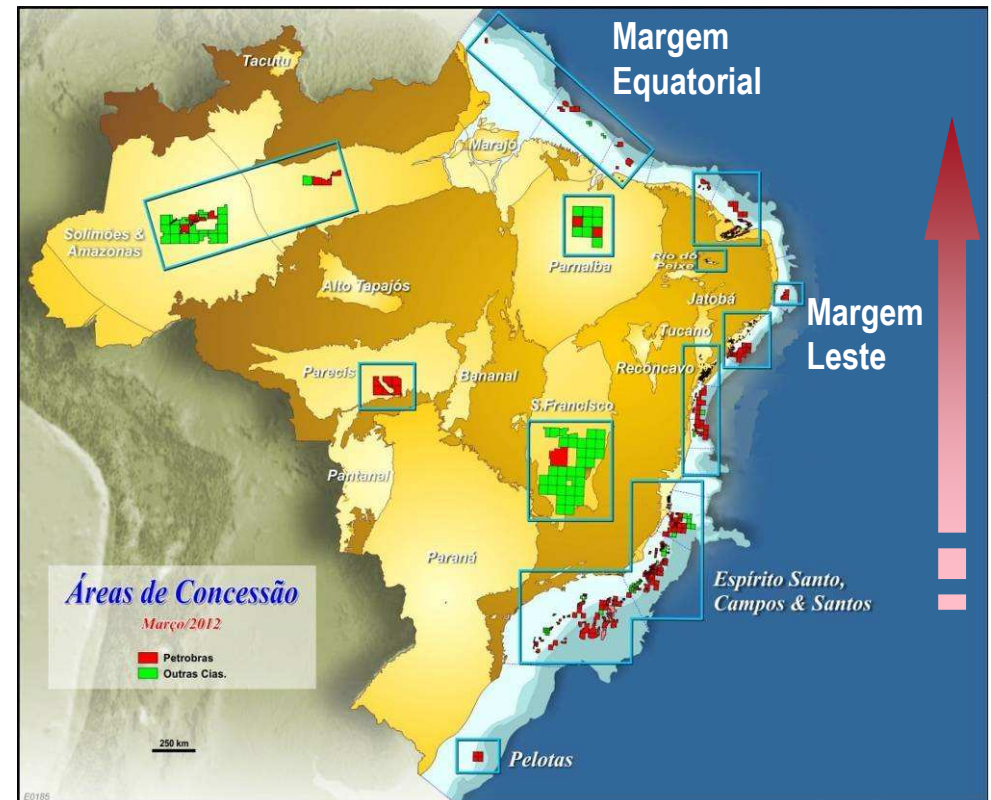 Margem
Equatorial
Tacutu
Marajó
Solimões &
Amazonas
Parnaíba
Rio do
Peixe
Alto Tapajós
Jatobá
Margem
Leste
Tucano
Parecis
Bananal
Recôncavo
S.Francisco
Pantanal
Paraná
Espírito Santo,
Campos & Santos
Áreas de Concessão
Março/2012
Petrobras
Outras Cias.
250 km
Pelotas
E0185